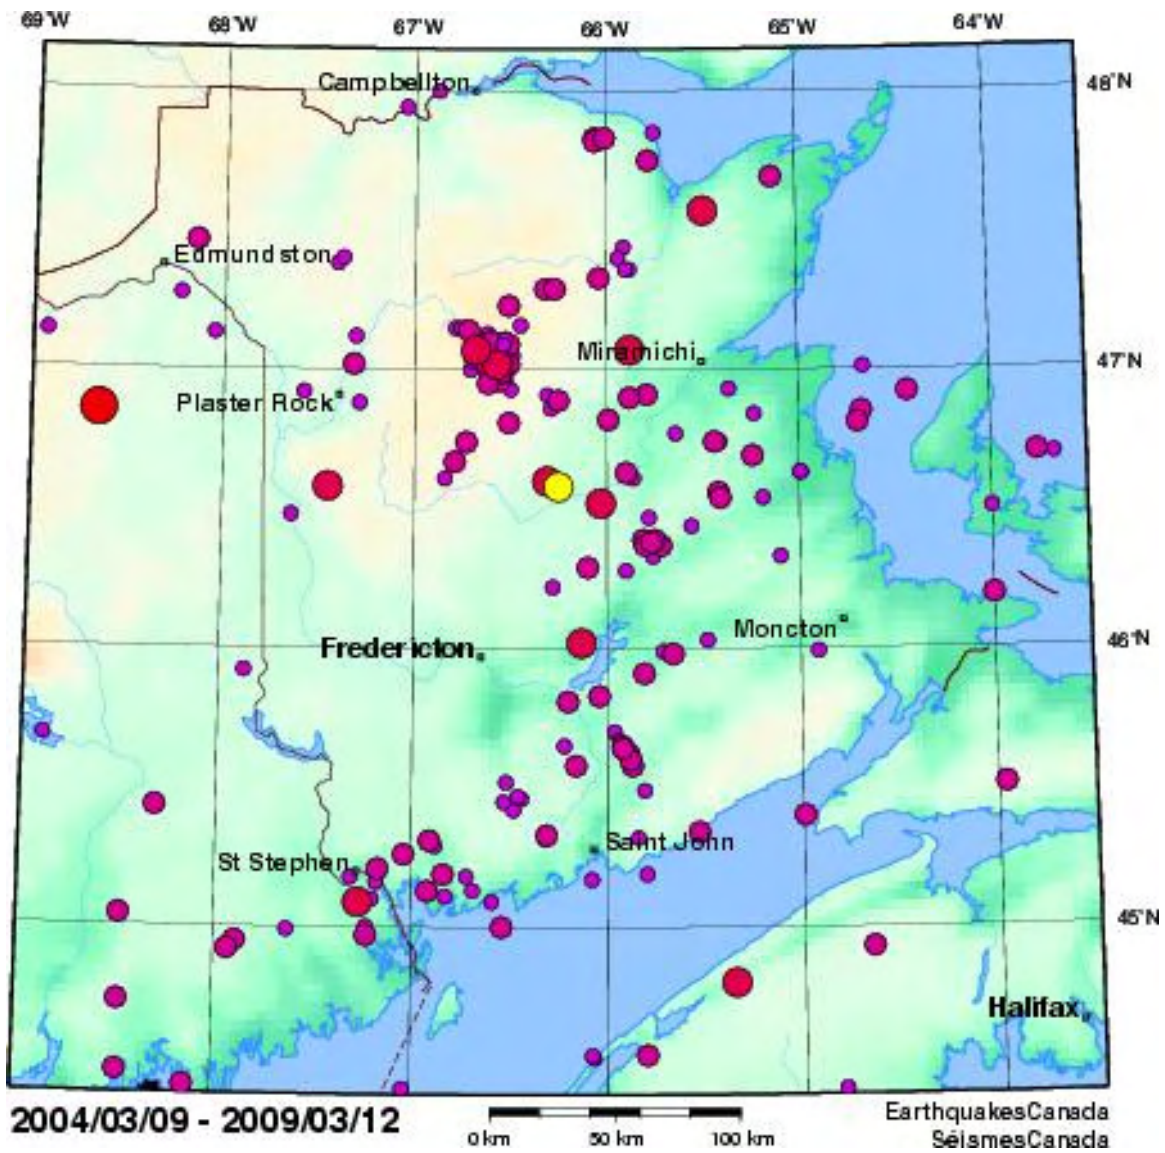 69°W 68°W 67°W 66°W 65°W 64°W
Campbellton
48°N
Edmundston
Miramichi
47°N
Plaster Rock
Moncton
46°N
Fredericton
Saint John
St Stephen
45°N
Halifax
2004/03/09 - 2009/03/12
EarthquakesCanada
0 km 50 km 100 km
SéismesCanada